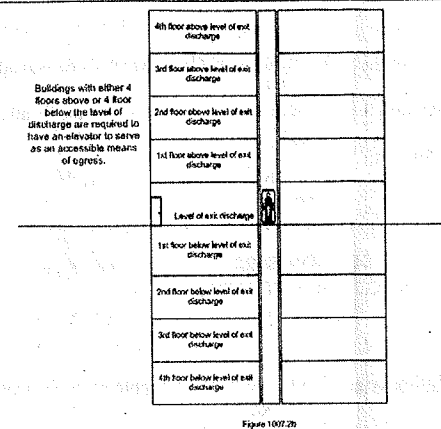 4th floor above level of exit
discharge
3rd floor above level of exit
discharge
Buildings with either 4
floors above or 4 floor
below the level of
discharge are required to
have an elevator to serve
as an accessible means
of egress.
2nd floor above level of exit
discharge
1st floor above level of exit
discharge
Level of exit discharge
1st floor below level of exit
discharge
2nd floor below level of exit
discharge
3rd floor below level of exit
discharge
4th floor below level of exit
discharge
Figure 1007.2b